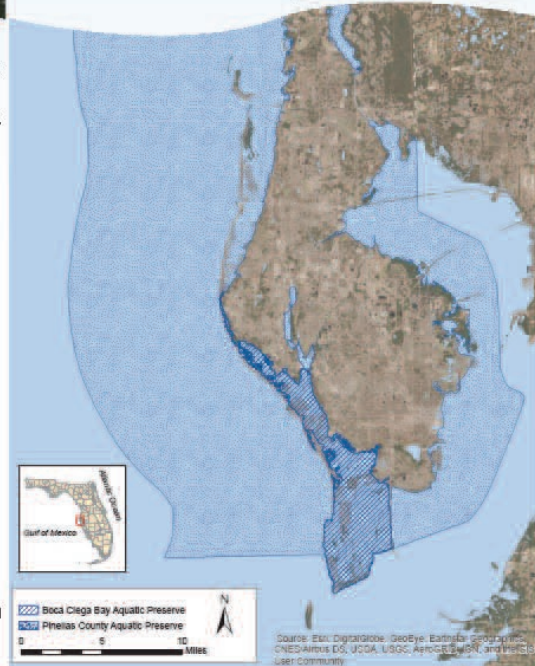 Atlantic Ocean
Gulf of Mexico
Boca Ciega Bay Aquatic Preserve
Pinellas County Aquatic Preserve
N
0 5 10
Miles
Source: Esri, DigitalGlobe, GeoEye, Earthstar Geographics,
CNES/Airbus DS, USDA, USGS, AeroGRID, IGN, and the GIS
User Community